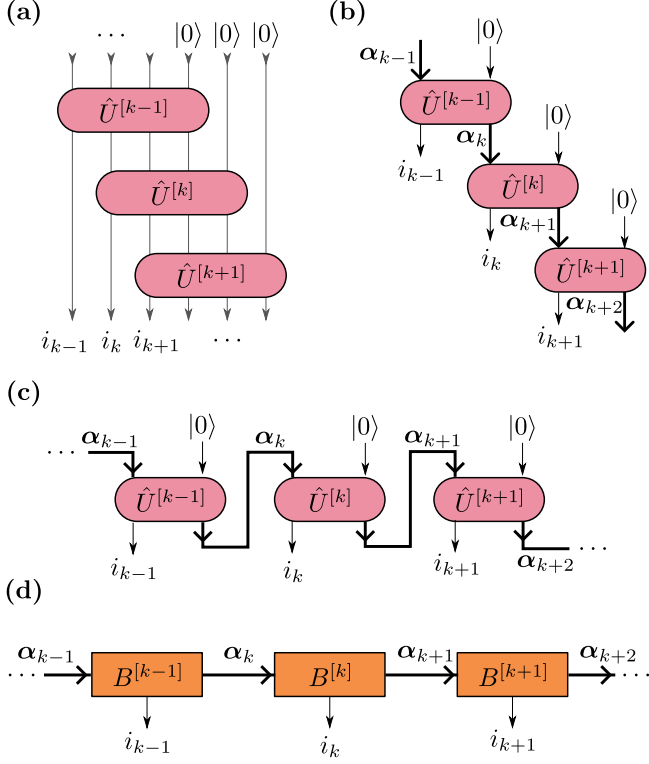 (a)
⋯ |0⟩ |0⟩ |0⟩
Û^[k−1]
Û^[k]
Û^[k+1]
i_{k−1} i_k i_{k+1} ⋯
(b)
α_{k−1} |0⟩
Û^[k−1]
i_{k−1} α_k |0⟩
Û^[k]
i_k α_{k+1} |0⟩
Û^[k+1]
i_{k+1} α_{k+2}
(c)
⋯ α_{k−1} |0⟩ α_k |0⟩ α_{k+1} |0⟩
Û^[k−1] Û^[k] Û^[k+1]
i_{k−1} i_k i_{k+1} α_{k+2} ⋯
(d)
⋯ α_{k−1} B^[k−1] α_k B^[k] α_{k+1} B^[k+1] α_{k+2} ⋯
i_{k−1} i_k i_{k+1}